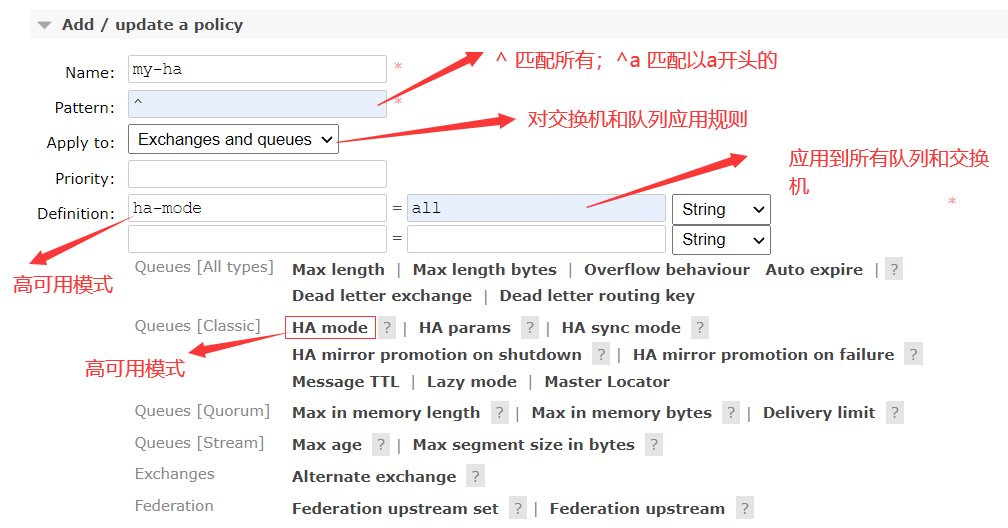 Add / update a policy
Name: my-ha *
^ 匹配所有；^a 匹配以a开头的
Pattern: ^ *
对交换机和队列应用规则
Apply to: Exchanges and queues
应用到所有队列和交换
机
Priority:
*
Definition: ha-mode = all String
= String
高可用模式
Queues [All types] Max length | Max length bytes | Overflow behaviour Auto expire | ?
Dead letter exchange | Dead letter routing key
Queues [Classic] HA mode ? | HA params ? | HA sync mode ?
高可用模式
HA mirror promotion on shutdown ? | HA mirror promotion on failure ?
Message TTL | Lazy mode | Master Locator
Queues [Quorum] Max in memory length ? | Max in memory bytes ? | Delivery limit ?
Queues [Stream] Max age ? | Max segment size in bytes ?
Exchanges Alternate exchange ?
Federation Federation upstream set ? | Federation upstream ?